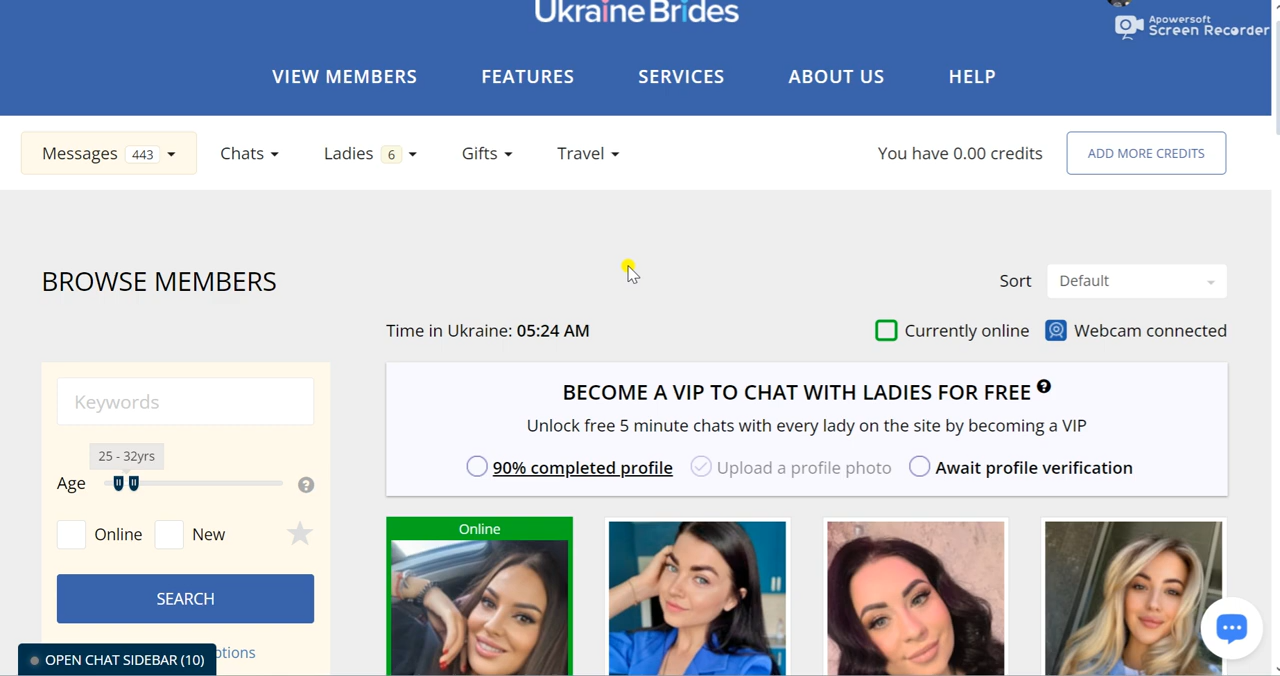 Ukraine Brides
Apowersoft
Screen Recorder
VIEW MEMBERS FEATURES SERVICES ABOUT US HELP
Messages 443 Chats Ladies 6 Gifts Travel You have 0.00 credits ADD MORE CREDITS
BROWSE MEMBERS Sort Default
Time in Ukraine: 05:24 AM Currently online Webcam connected
Keywords
BECOME A VIP TO CHAT WITH LADIES FOR FREE ?
Unlock free 5 minute chats with every lady on the site by becoming a VIP
25 - 32yrs
90% completed profile Upload a profile photo Await profile verification
Age ?
Online New
Online
SEARCH
OPEN CHAT SIDEBAR (10)